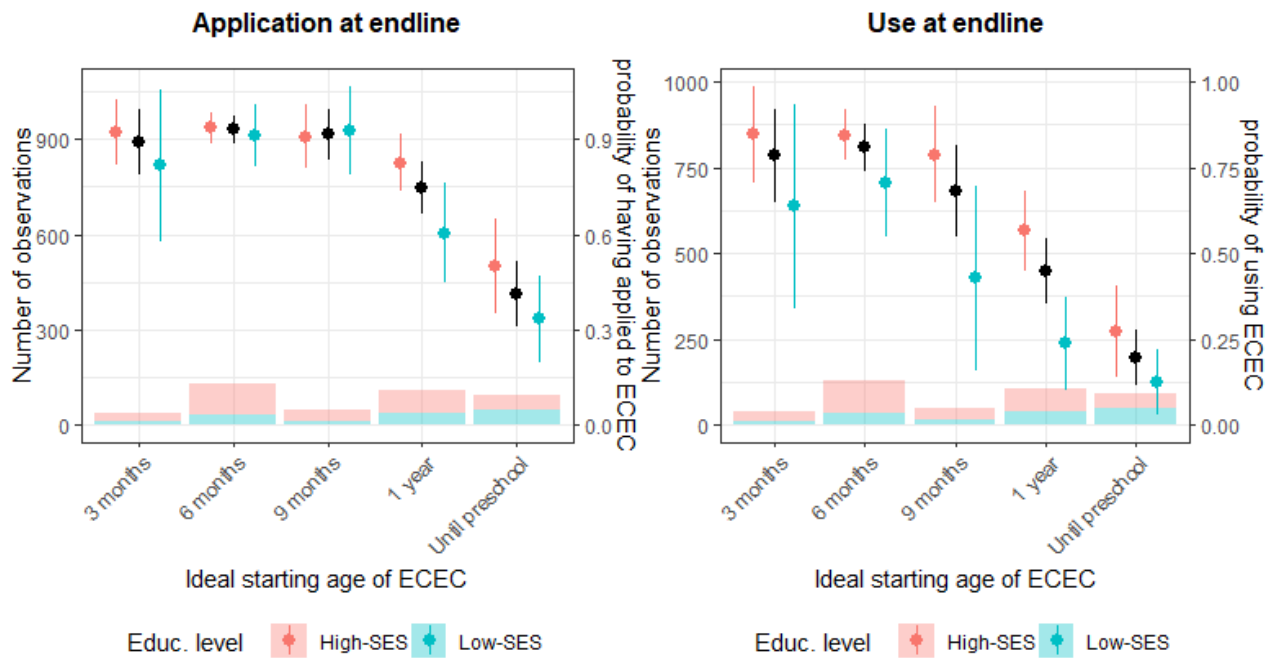 Application at endline
Number of observations
900
600
300
0
0.9
0.6
0.3
0.0
probability of having applied to ECEC
3 months
6 months
9 months
1 year
Until preschool
Ideal starting age of ECEC
Educ. level High-SES Low-SES
Use at endline
Number of observations
1000
750
500
250
0
1.00
0.75
0.50
0.25
0.00
probability of using ECEC
3 months
6 months
9 months
1 year
Until preschool
Ideal starting age of ECEC
Educ. level High-SES Low-SES